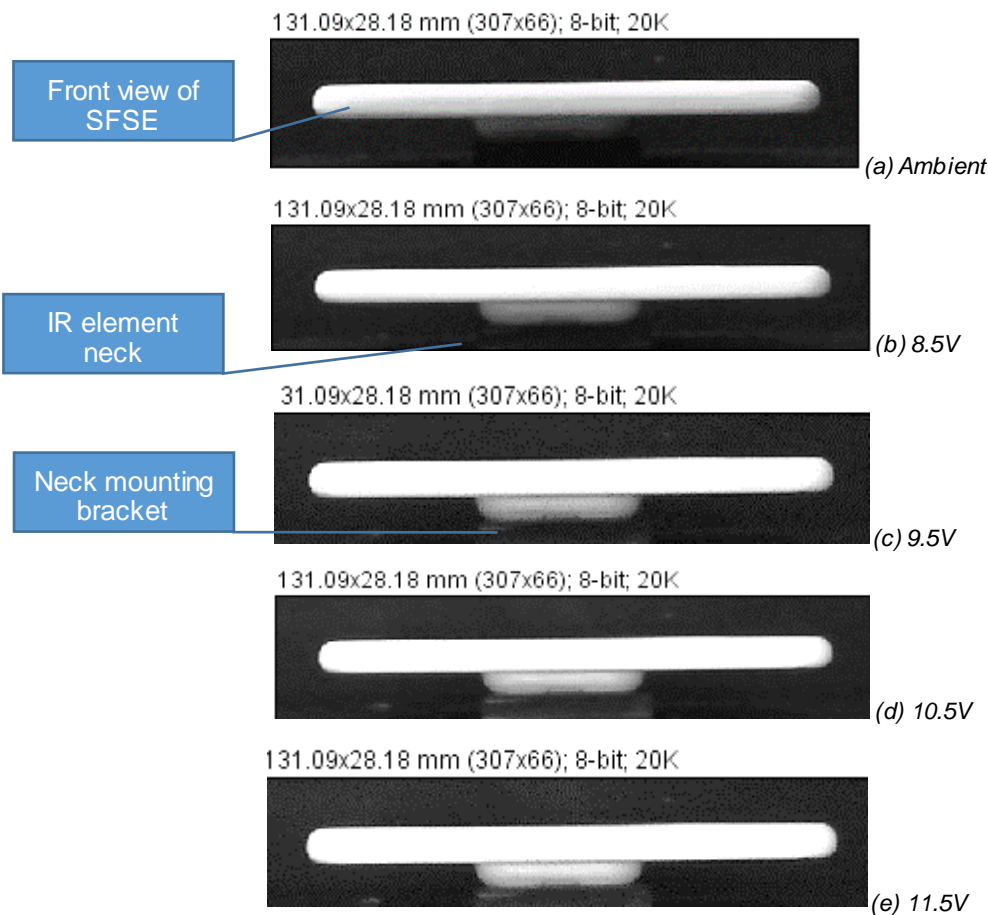 131.09x28.18 mm (307x66); 8-bit; 20K
Front view of
SFSE
(a) Ambient
131.09x28.18 mm (307x66); 8-bit; 20K
IR element
neck
(b) 8.5V
31.09x28.18 mm (307x66); 8-bit; 20K
Neck mounting
bracket
(c) 9.5V
131.09x28.18 mm (307x66); 8-bit; 20K
(d) 10.5V
131.09x28.18 mm (307x66); 8-bit; 20K
(e) 11.5V